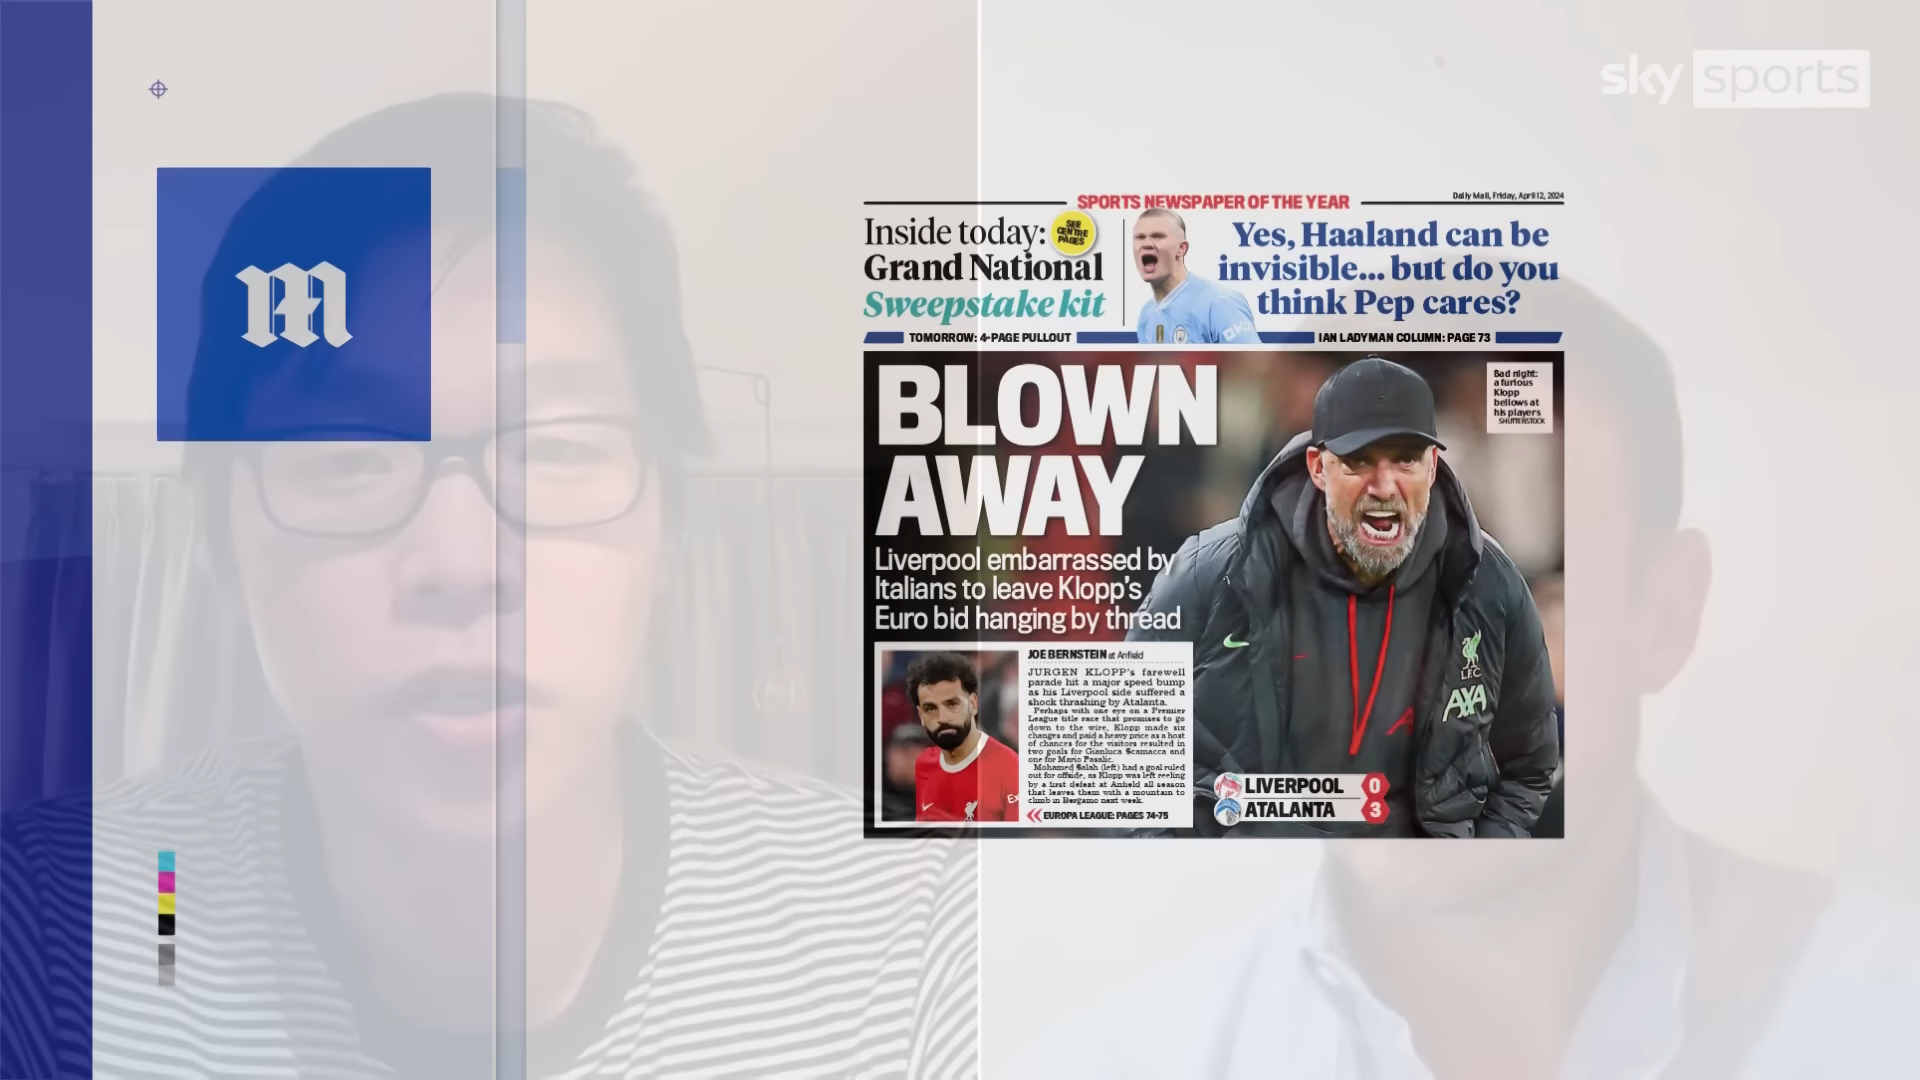 sky sports
SPORTS NEWSPAPER OF THE YEAR
Daily Mail, Friday, April 12, 2024
Inside today:
SEE
CENTRE
PAGES
Grand National
Sweepstake kit
Yes, Haaland can be
invisible... but do you
think Pep cares?
TOMORROW: 4-PAGE PULLOUT
IAN LADYMAN COLUMN: PAGE 73
BLOWN
AWAY
Liverpool embarrassed by
Italians to leave Klopp's
Euro bid hanging by thread
Bad night:
a furious
Klopp
bellows at
his players
SHUTTERSTOCK
JOE BERNSTEIN at Anfield
JURGEN KLOPP's farewell
parade hit a major speed bump
as his Liverpool side suffered a
shock thrashing by Atalanta.
Perhaps with one eye on a Premier
League title race that promises to go
down to the wire, Klopp made six
changes and paid a heavy price as a host
of chances for the visitors resulted in
two goals for Gianluca Scamacca and
one for Mario Pasalic.
Mohamed Salah (left) had a goal ruled
out for offside, as Klopp was left reeling
by a first defeat at Anfield all season
that leaves them with a mountain to
climb in Bergamo next week.
EUROPA LEAGUE: PAGES 74-75
L.F.C.
AXA
LIVERPOOL 0
ATALANTA 3